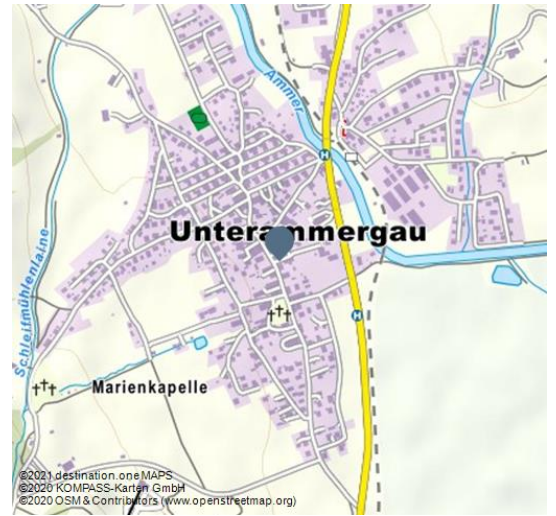 Ammer
H
Unterammergau
Schleifmühlenlaine
H
Marienkapelle
©2021 destination.one MAPS
©2020 KOMPASS-Karten GmbH
©2020 OSM & Contributors (www.openstreetmap.org)